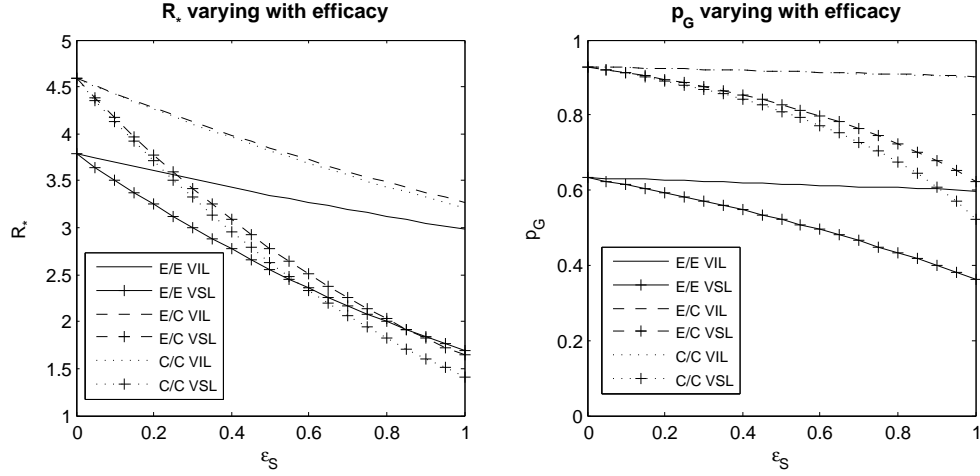 R* varying with efficacy
5
4.5
4
3.5
3
2.5
2
1.5
1
R*
0
0.2
0.4
0.6
0.8
1
εS
E/E VIL
E/E VSL
E/C VIL
E/C VSL
C/C VIL
C/C VSL
pG varying with efficacy
1
0.8
0.6
0.4
0.2
0
pG
0
0.2
0.4
0.6
0.8
1
εS
E/E VIL
E/E VSL
E/C VIL
E/C VSL
C/C VIL
C/C VSL